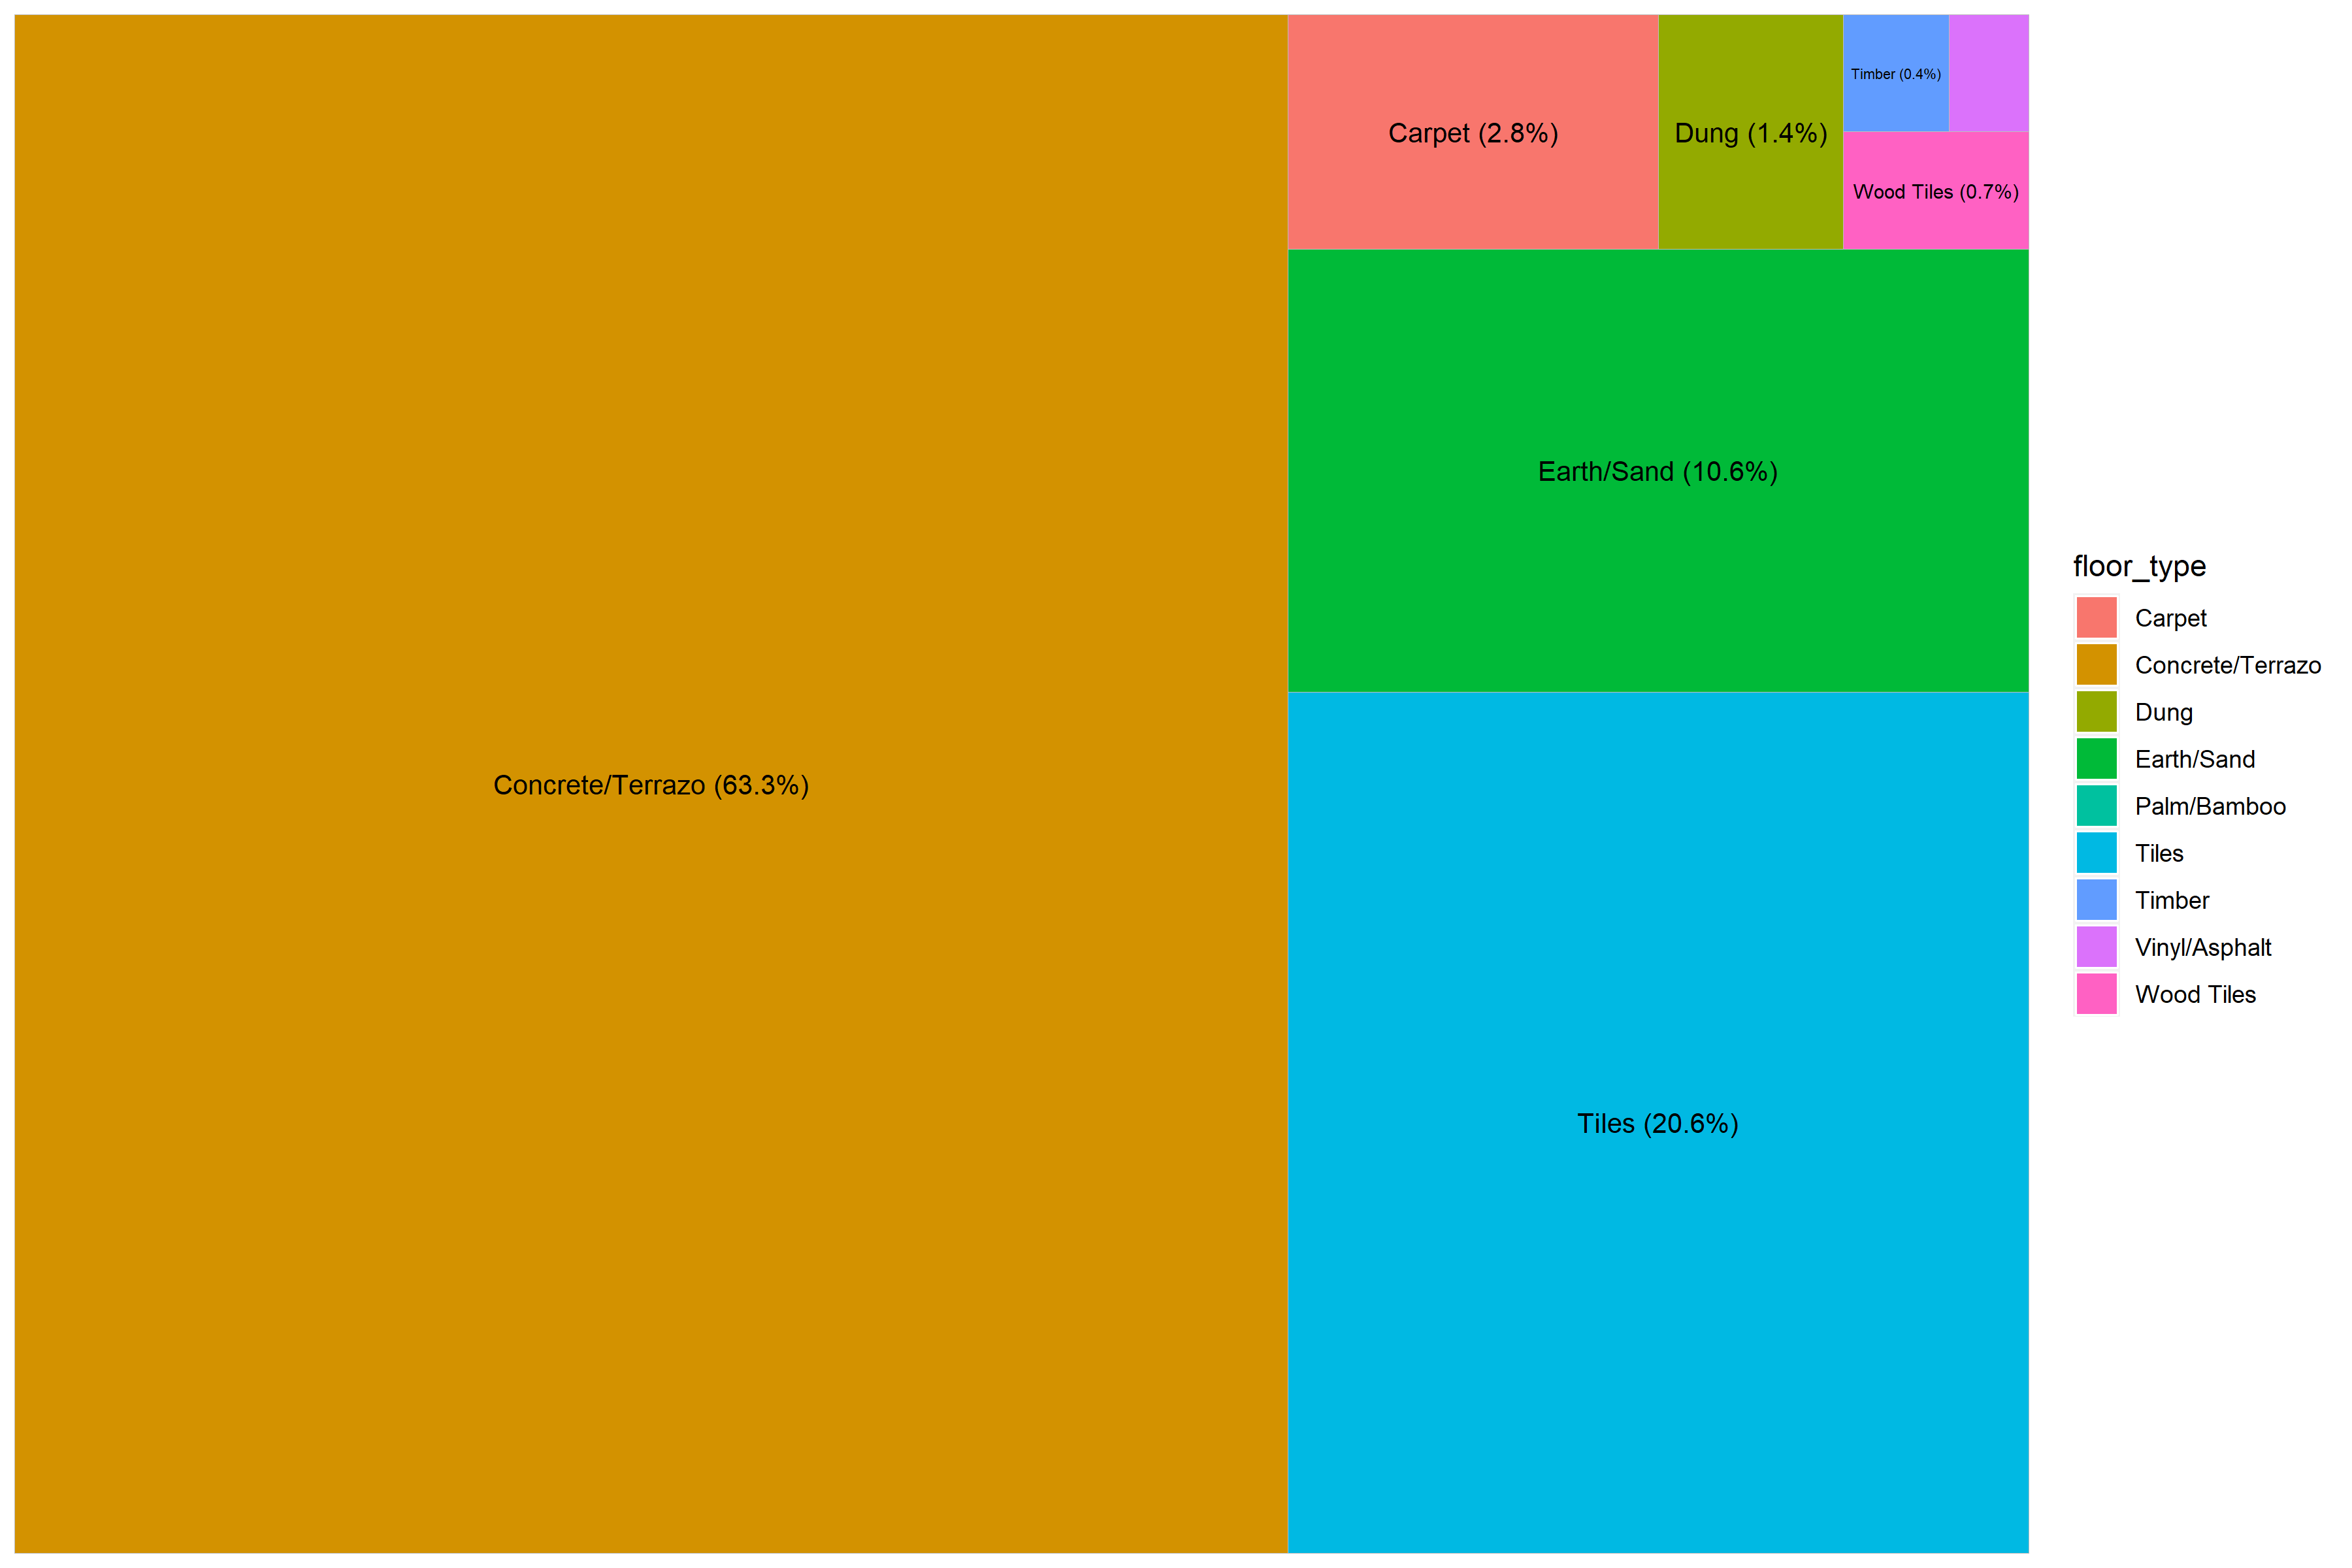 Carpet (2.8%)
Dung (1.4%)
Timber (0.4%)
Wood Tiles (0.7%)
Earth/Sand (10.6%)
Concrete/Terrazo (63.3%)
Tiles (20.6%)
floor_type
Carpet
Concrete/Terrazo
Dung
Earth/Sand
Palm/Bamboo
Tiles
Timber
Vinyl/Asphalt
Wood Tiles